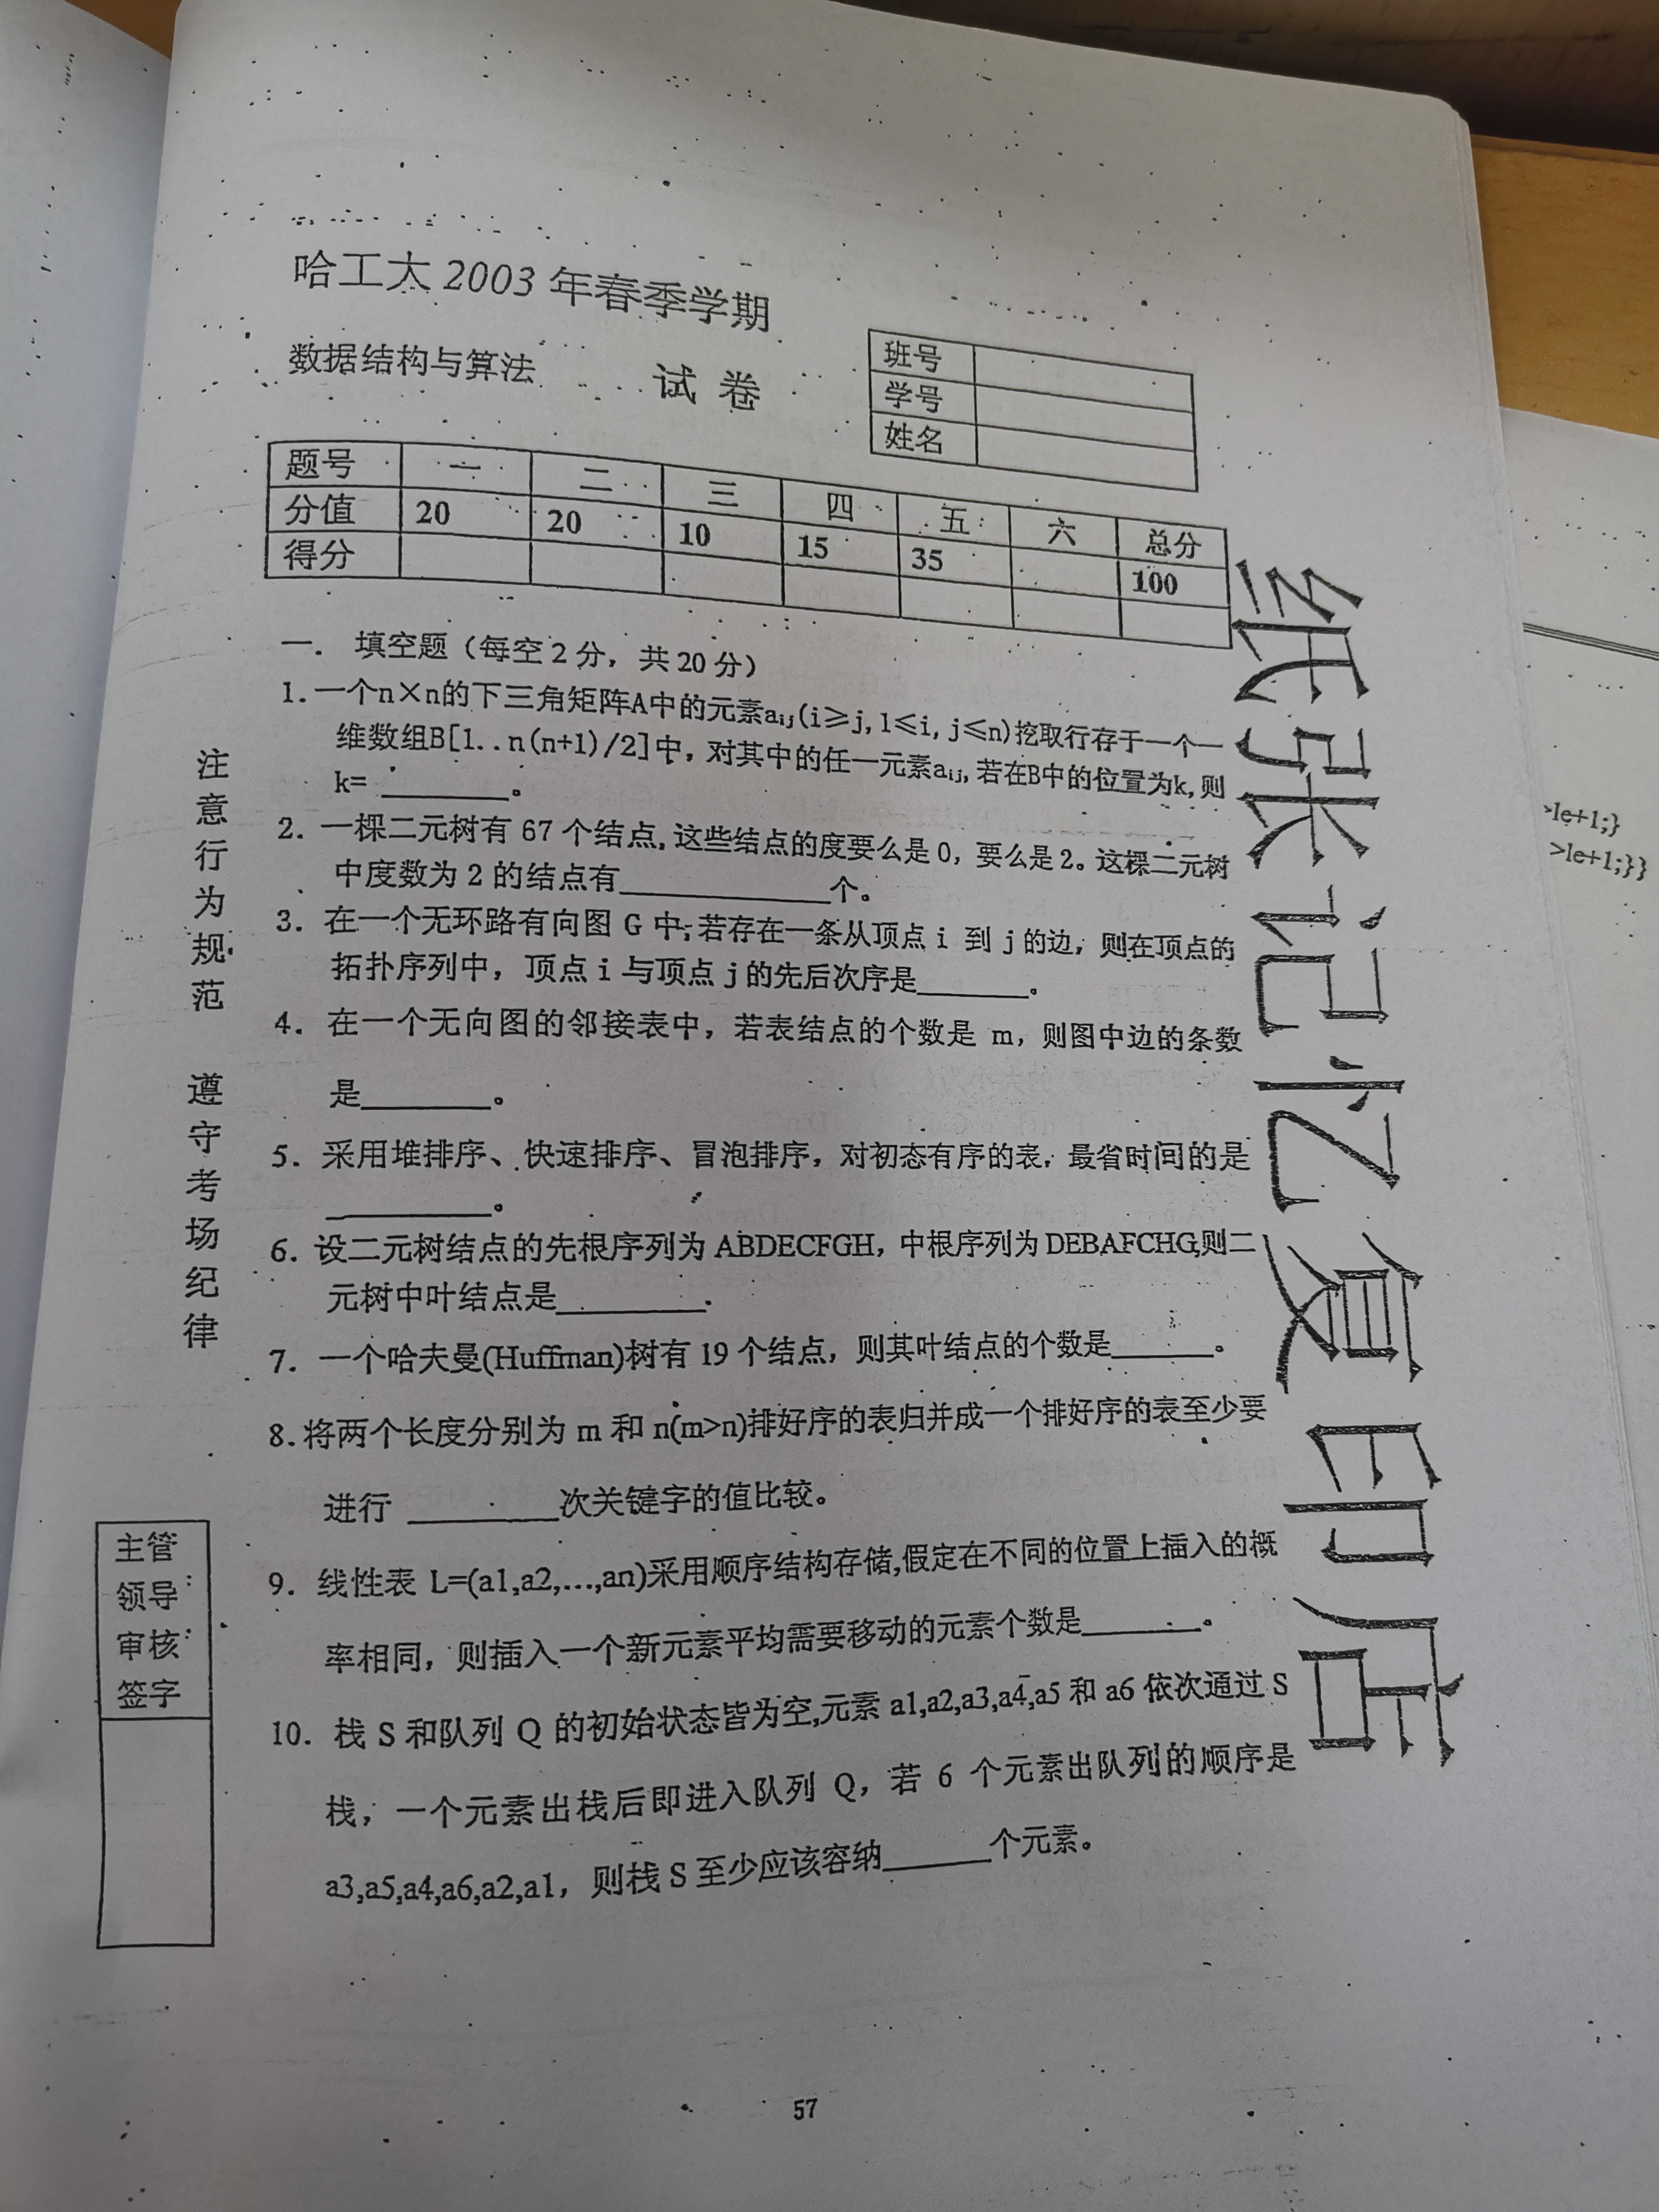 哈工大 2003 年春季学期
数据结构与算法 试 卷
班号
学号
姓名
题号 一 二 三 四 五 六 总分
分值 20 20 10 15 35 100
得分
一. 填空题（每空 2 分，共 20 分）
1. 一个n×n的下三角矩阵A中的元素aᵢⱼ(i≥j, 1≤i, j≤n)挖取行存于一个一
维数组B[1..n(n+1)/2]中，对其中的任一元素aᵢⱼ, 若在B中的位置为k, 则
k= ________。
2. 一棵二元树有 67 个结点, 这些结点的度要么是 0，要么是 2。这棵二元树
中度数为 2 的结点有____________个。
3. 在一个无环路有向图 G 中, 若存在一条从顶点 i 到 j 的边，则在顶点的
拓扑序列中，顶点 i 与顶点 j 的先后次序是_______。
4. 在一个无向图的邻接表中，若表结点的个数是 m，则图中边的条数
是________。
5. 采用堆排序、快速排序、冒泡排序，对初态有序的表，最省时间的是
__________。
6. 设二元树结点的先根序列为 ABDECFGH，中根序列为 DEBAFCHG,则二
元树中叶结点是_________.
7. 一个哈夫曼(Huffman)树有 19 个结点，则其叶结点的个数是______。
8. 将两个长度分别为 m 和 n(m>n)排好序的表归并成一个排好序的表至少要
进行 _________次关键字的值比较。
9. 线性表 L=(a1,a2,…,an)采用顺序结构存储,假定在不同的位置上插入的概
率相同，则插入一个新元素平均需要移动的元素个数是_______。
10. 栈 S 和队列 Q 的初始状态皆为空,元素 a1,a2,a3,a4,a5 和 a6 依次通过 S
栈，一个元素出栈后即进入队列 Q，若 6 个元素出队列的顺序是
a3,a5,a4,a6,a2,a1，则栈 S 至少应该容纳______个元素。
注意行为规范 遵守考场纪律
主管
领导
审核
签字
纸张记忆复印店
>le+1;}
>le+1;}}
57